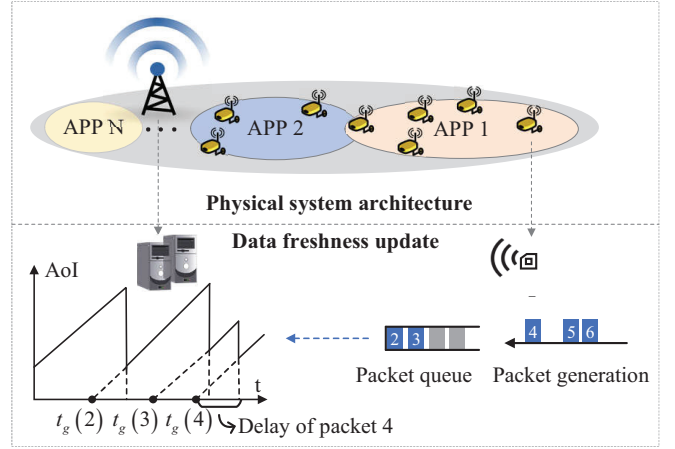 APP N
...
APP 2
APP 1
Physical system architecture
Data freshness update
AoI
2 3
4 5 6
t
Packet queue
Packet generation
t_g (2) t_g (3) t_g (4)
Delay of packet 4